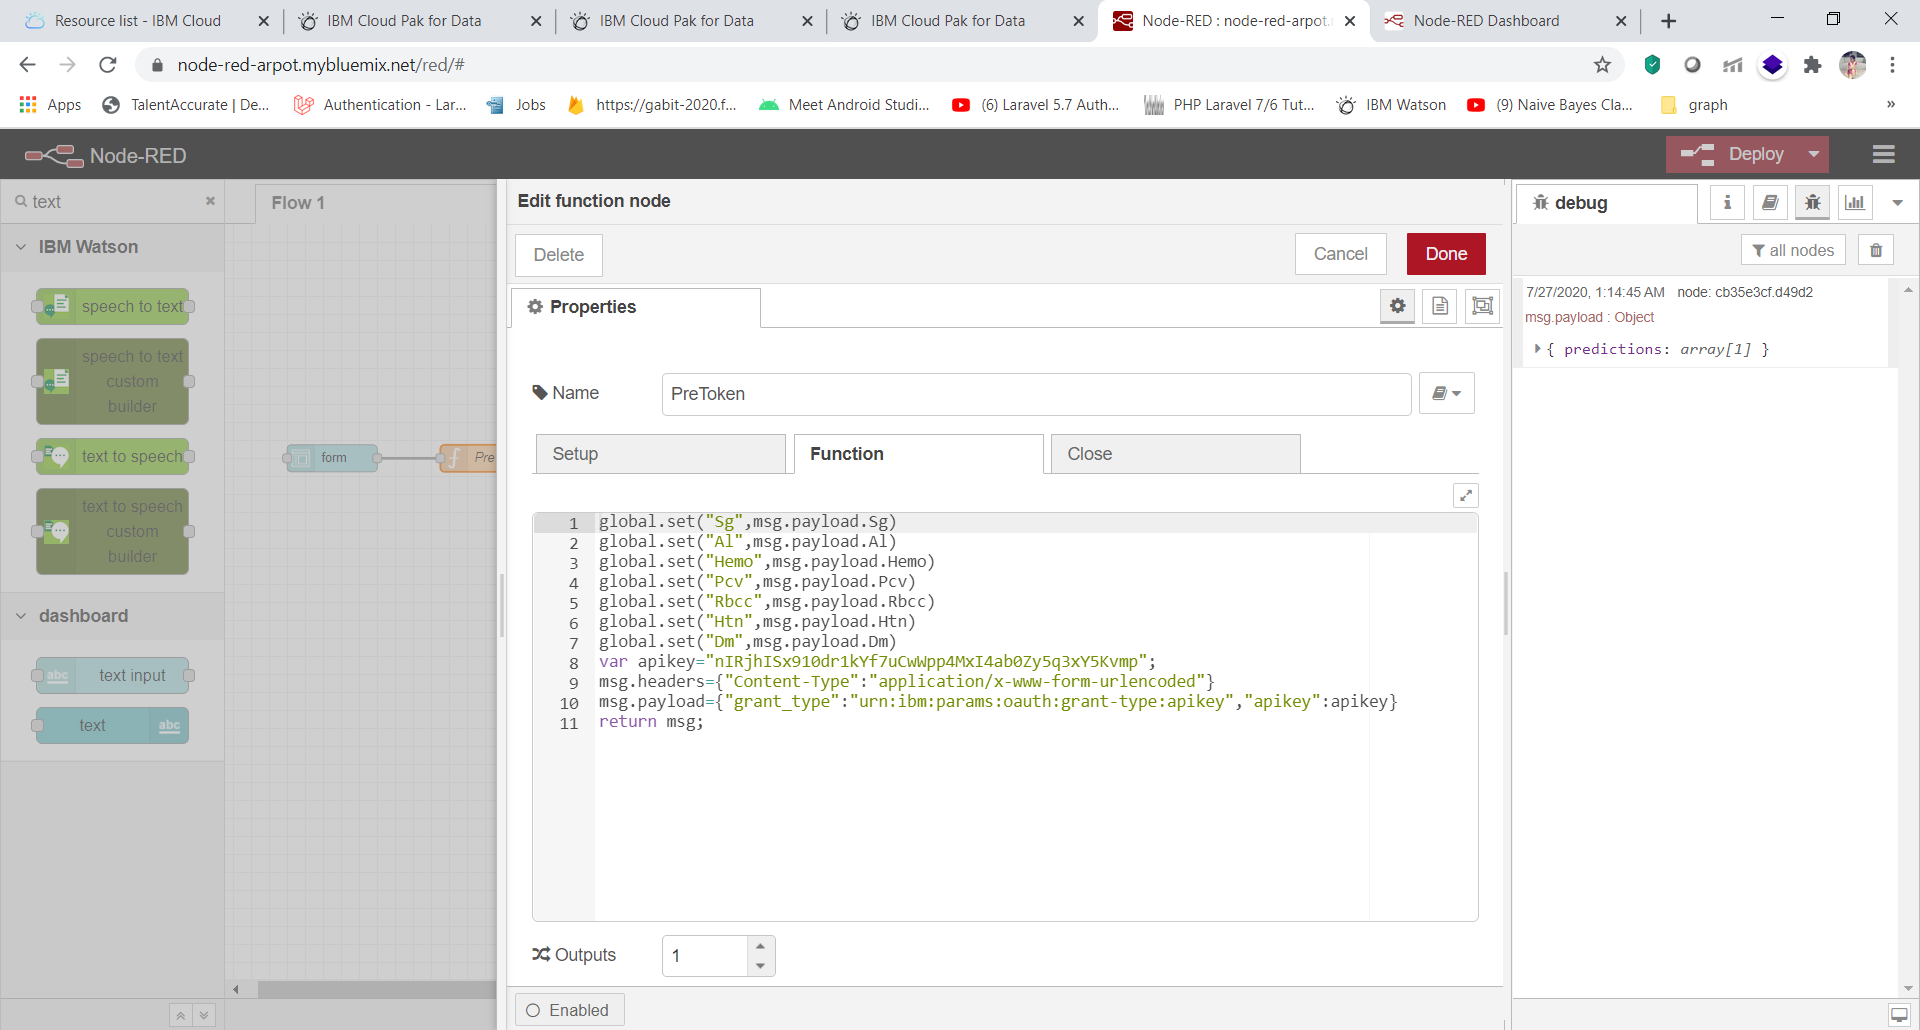 Resource list - IBM Cloud
IBM Cloud Pak for Data
IBM Cloud Pak for Data
IBM Cloud Pak for Data
Node-RED : node-red-arpot.
Node-RED Dashboard
node-red-arpot.mybluemix.net/red/#
Apps
TalentAccurate | De...
Authentication - Lar...
Jobs
https://gabit-2020.f...
Meet Android Studi...
(6) Laravel 5.7 Auth...
PHP Laravel 7/6 Tut...
IBM Watson
(9) Naive Bayes Cla...
graph
»
Node-RED
Deploy
text
Flow 1
IBM Watson
speech to text
speech to text
custom
builder
text to speech
text to speech
custom
builder
dashboard
abc text input
text abc
form
Pre
Edit function node
Delete
Cancel
Done
Properties
Name
PreToken
Setup
Function
Close
1 global.set("Sg",msg.payload.Sg)
2 global.set("Al",msg.payload.Al)
3 global.set("Hemo",msg.payload.Hemo)
4 global.set("Pcv",msg.payload.Pcv)
5 global.set("Rbcc",msg.payload.Rbcc)
6 global.set("Htn",msg.payload.Htn)
7 global.set("Dm",msg.payload.Dm)
8 var apikey="nIRjhISx910dr1kYf7uCwWpp4MxI4ab0Zy5q3xY5Kvmp";
9 msg.headers={"Content-Type":"application/x-www-form-urlencoded"}
10 msg.payload={"grant_type":"urn:ibm:params:oauth:grant-type:apikey","apikey":apikey}
11 return msg;
Outputs
1
Enabled
debug
i
all nodes
7/27/2020, 1:14:45 AM node: cb35e3cf.d49d2
msg.payload : Object
{ predictions: array[1] }